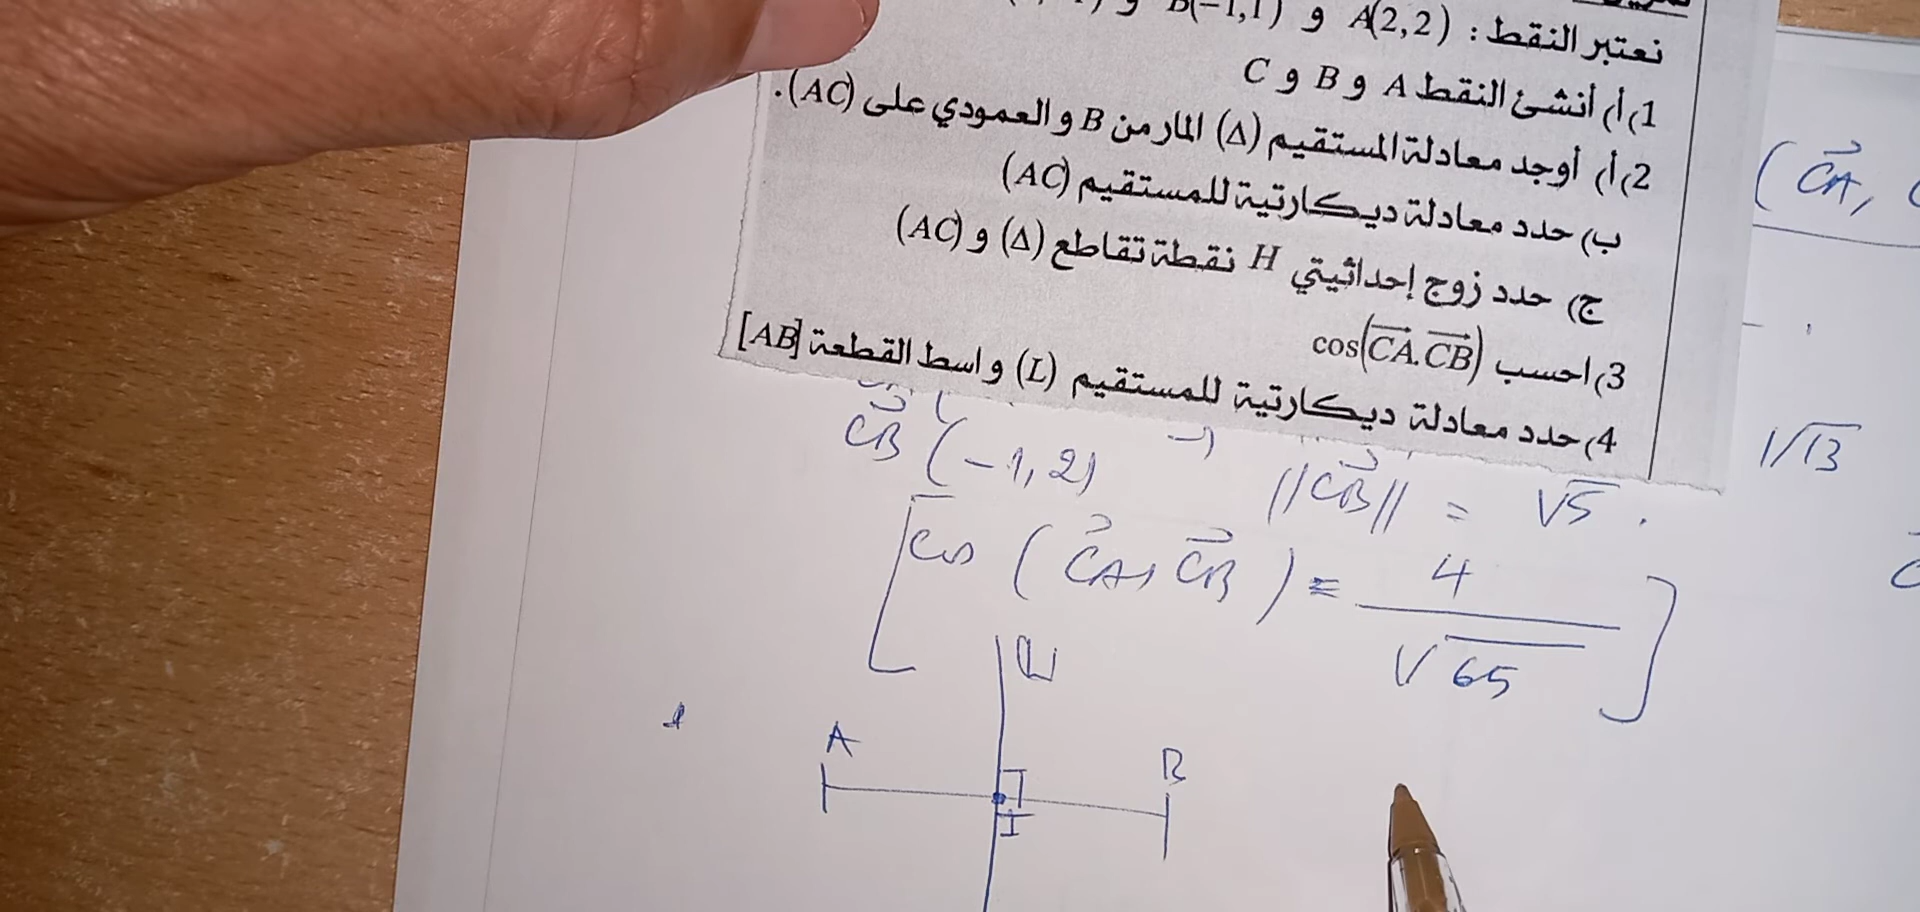 نعتبر النقط : A(2,2) و B(−1,1) و
1) أ) أنشئ النقط A و B و C
2) أ) أوجد معادلة المستقيم (Δ) المار من B و العمودي على (AC).
ب) حدد معادلة ديكارتية للمستقيم (AC)
ج) حدد زوج إحداثيتي H نقطة تقاطع (Δ) و (AC)
3) احسب cos(CA.CB)
4) حدد معادلة ديكارتية للمستقيم (L) واسط القطعة [AB]
(CA,
√13
CB (-1, 2)
||CB|| = √5.
cos (CA, CB) = 4/√65
(L)
A B
I